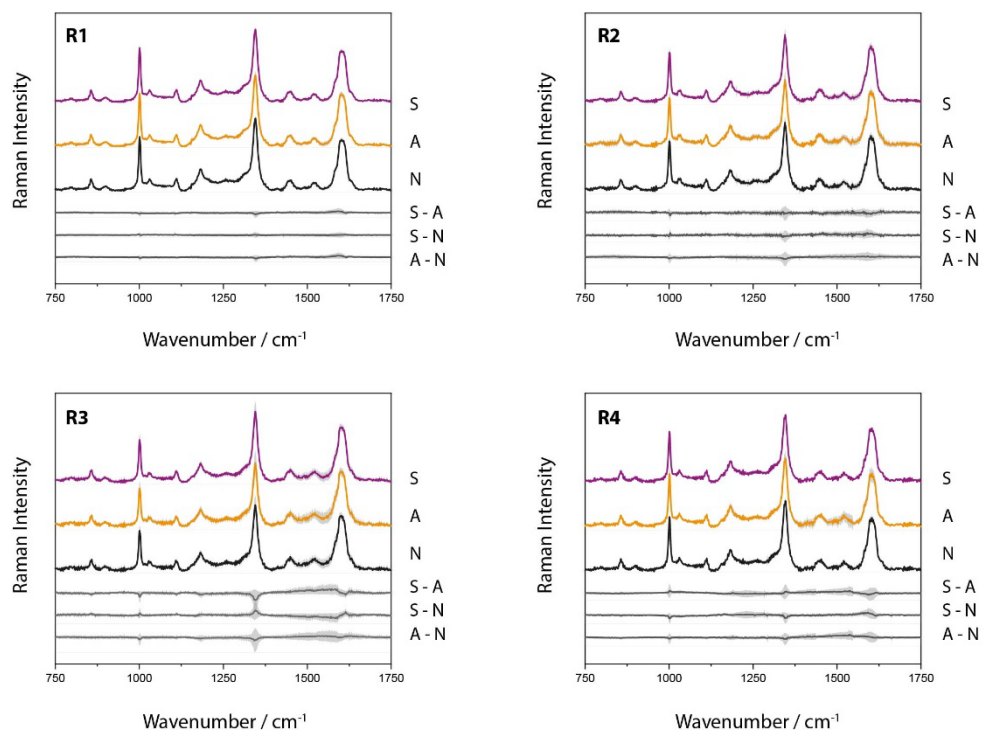 R1
Raman Intensity
S
A
N
S - A
S - N
A - N
750 1000 1250 1500 1750
Wavenumber / cm⁻¹
R2
Raman Intensity
S
A
N
S - A
S - N
A - N
750 1000 1250 1500 1750
Wavenumber / cm⁻¹
R3
Raman Intensity
S
A
N
S - A
S - N
A - N
750 1000 1250 1500 1750
Wavenumber / cm⁻¹
R4
Raman Intensity
S
A
N
S - A
S - N
A - N
750 1000 1250 1500 1750
Wavenumber / cm⁻¹